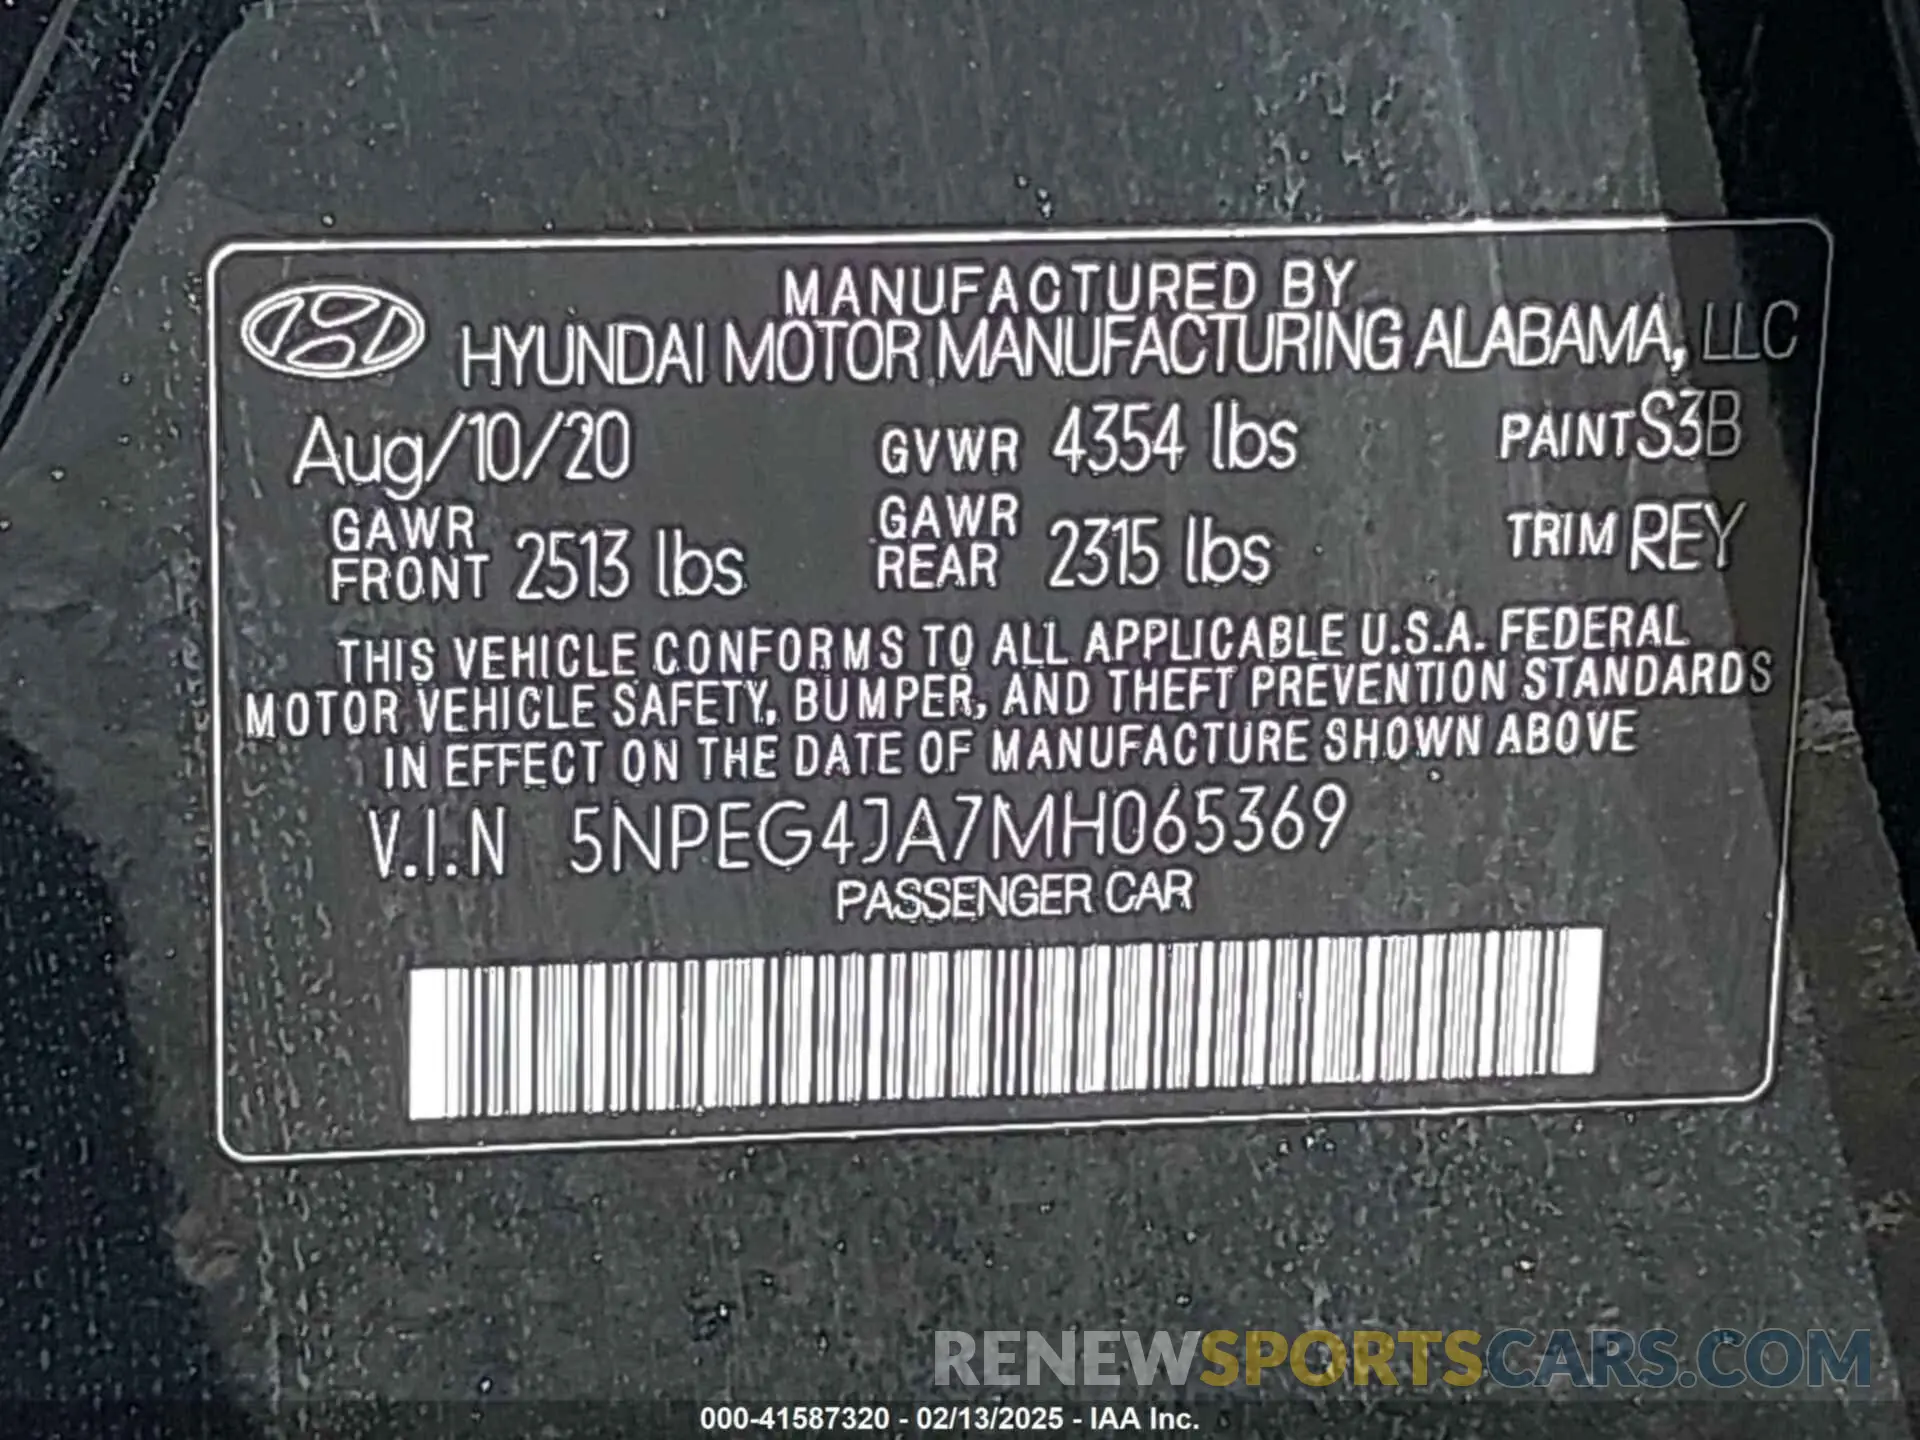 MANUFACTURED BY
HYUNDAI MOTOR MANUFACTURING ALABAMA, LLC
Aug/10/20 GVWR 4354 lbs PAINT S3B
GAWR FRONT 2513 lbs GAWR REAR 2315 lbs TRIM REY
THIS VEHICLE CONFORMS TO ALL APPLICABLE U.S.A. FEDERAL
MOTOR VEHICLE SAFETY, BUMPER, AND THEFT PREVENTION STANDARDS
IN EFFECT ON THE DATE OF MANUFACTURE SHOWN ABOVE
V.I.N 5NPEG4JA7MH065369
PASSENGER CAR
RENEWSPORTSCARS.COM
000-41587320 - 02/13/2025 - IAA Inc.